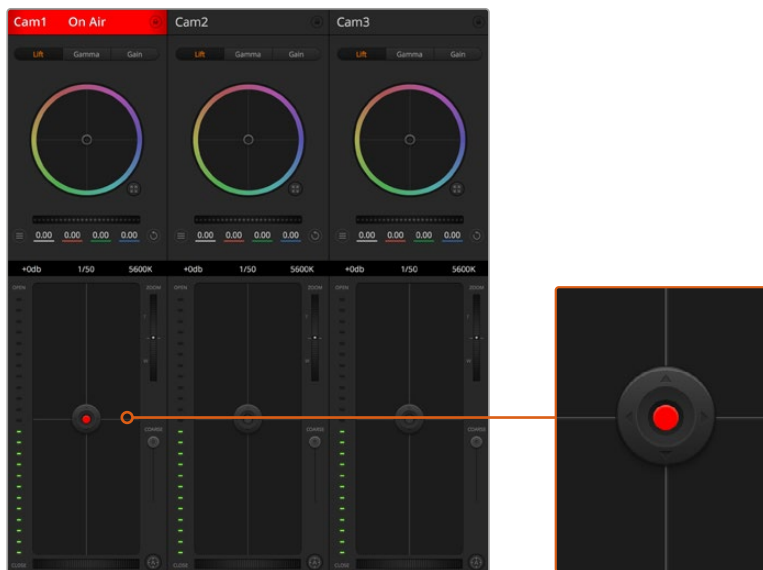 Cam1 On Air Cam2 Cam3
Lift Gamma Gain Lift Gamma Gain Lift Gamma Gain
0.00 0.00 0.00 0.00 0.00 0.00 0.00 0.00 0.00 0.00 0.00 0.00
+0db 1/50 5600K +0db 1/50 5600K +0db 1/50 5600K
OPEN ZOOM OPEN ZOOM OPEN ZOOM
T T T
W W W
COARSE COARSE COARSE
CLOSE CLOSE CLOSE